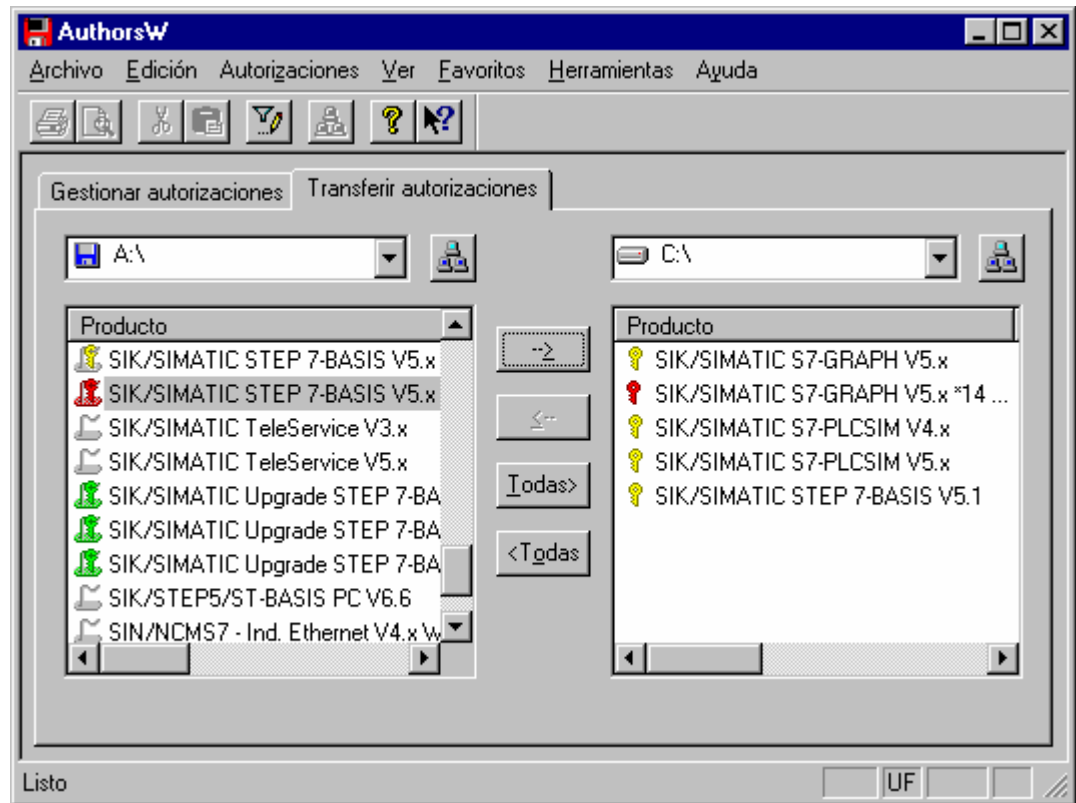 AuthorsW
Archivo Edición Autorizaciones Ver Favoritos Herramientas Ayuda
Gestionar autorizaciones Transferir autorizaciones
A:\ C:\
Producto
SIK/SIMATIC STEP 7-BASIS V5.x
SIK/SIMATIC STEP 7-BASIS V5.x
SIK/SIMATIC TeleService V3.x
SIK/SIMATIC TeleService V5.x
SIK/SIMATIC Upgrade STEP 7-BA
SIK/SIMATIC Upgrade STEP 7-BA
SIK/SIMATIC Upgrade STEP 7-BA
SIK/STEP5/ST-BASIS PC V6.6
SIN/NCMS7 - Ind. Ethernet V4.x W
-->
<--
Todas>
<Todas
Producto
SIK/SIMATIC S7-GRAPH V5.x
SIK/SIMATIC S7-GRAPH V5.x *14 ...
SIK/SIMATIC S7-PLCSIM V4.x
SIK/SIMATIC S7-PLCSIM V5.x
SIK/SIMATIC STEP 7-BASIS V5.1
Listo UF